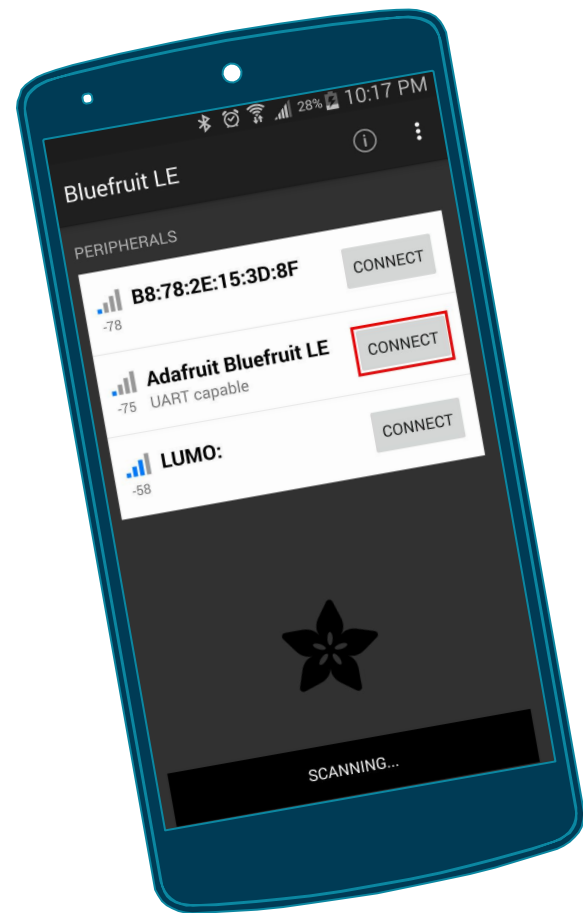 28% 10:17 PM
Bluefruit LE
PERIPHERALS
B8:78:2E:15:3D:8F
CONNECT
-78
Adafruit Bluefruit LE
CONNECT
-75 UART capable
LUMO:
CONNECT
-58
SCANNING...